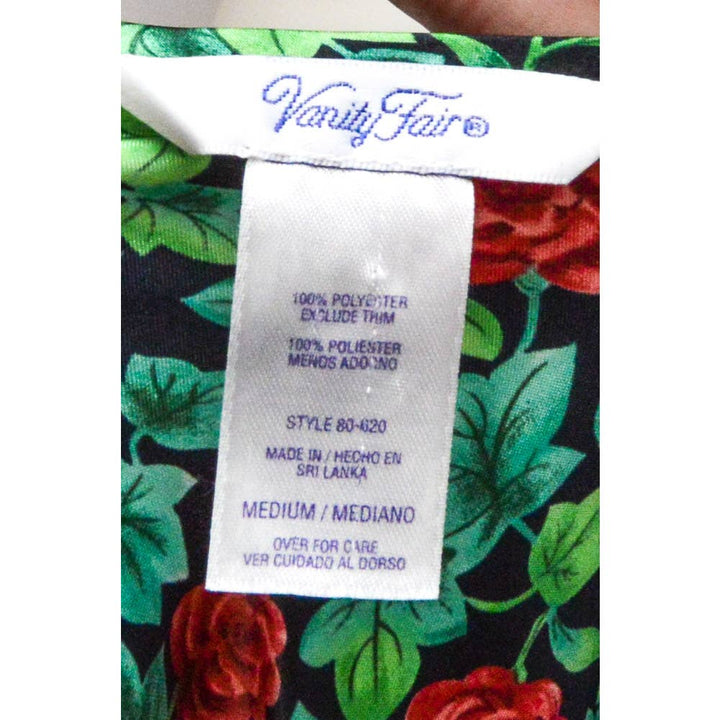 Vanity Fair®
100% POLYESTER
EXCLUDE TRIM
100% POLIESTER
MENOS ADORNO
STYLE 80-620
MADE IN / HECHO EN
SRI LANKA
MEDIUM / MEDIANO
OVER FOR CARE
VER CUIDADO AL DORSO